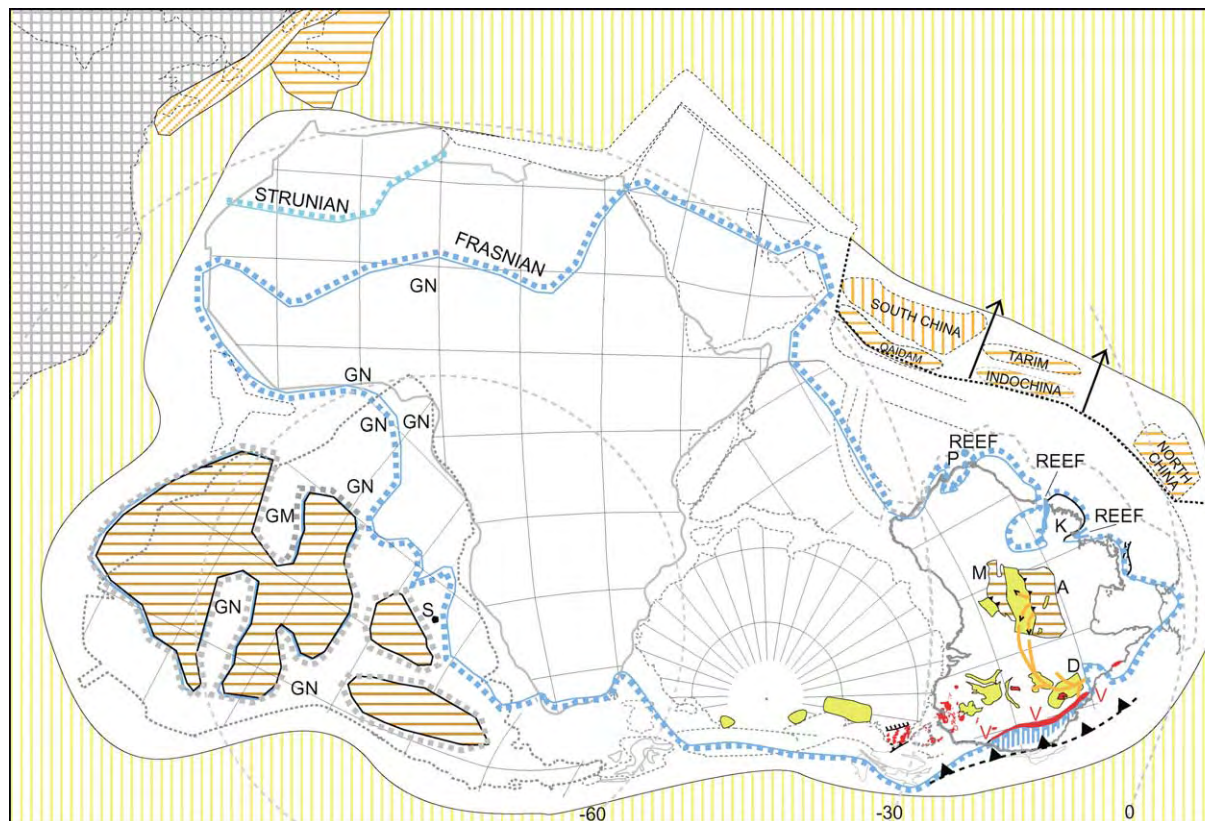 STRUNIAN
FRASNIAN
GN
SOUTH CHINA
QAIDAM
TARIM
INDOCHINA
GN
GN
GN
REEF
P
REEF
NORTH
CHINA
GN
GM
K
REEF
M
A
GN
S
GN
D
V
V
V
-60
-30
0